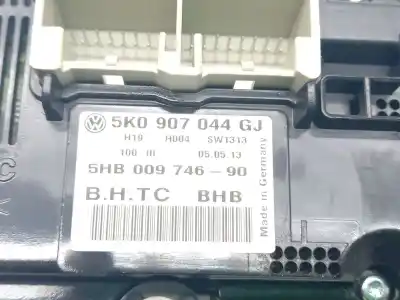 5K0 907 044 GJ
H19 H004 SW1313
100 III 05.05.13
5HB 009 746-90
B.H.TC BHB
Made in Germany